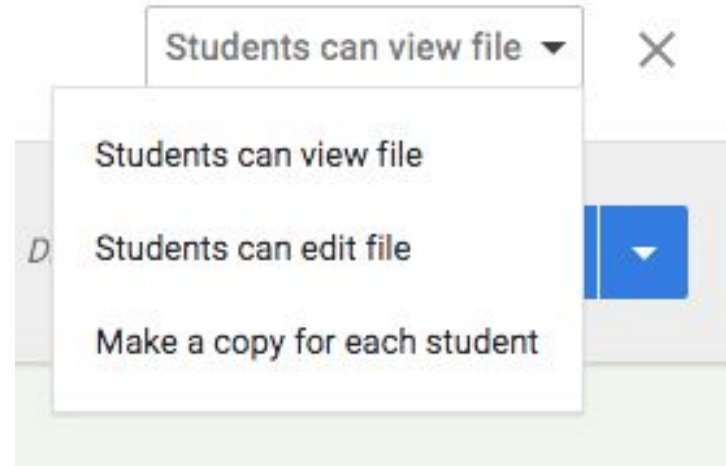 Students can view file
Students can view file
Students can edit file
D
Make a copy for each student